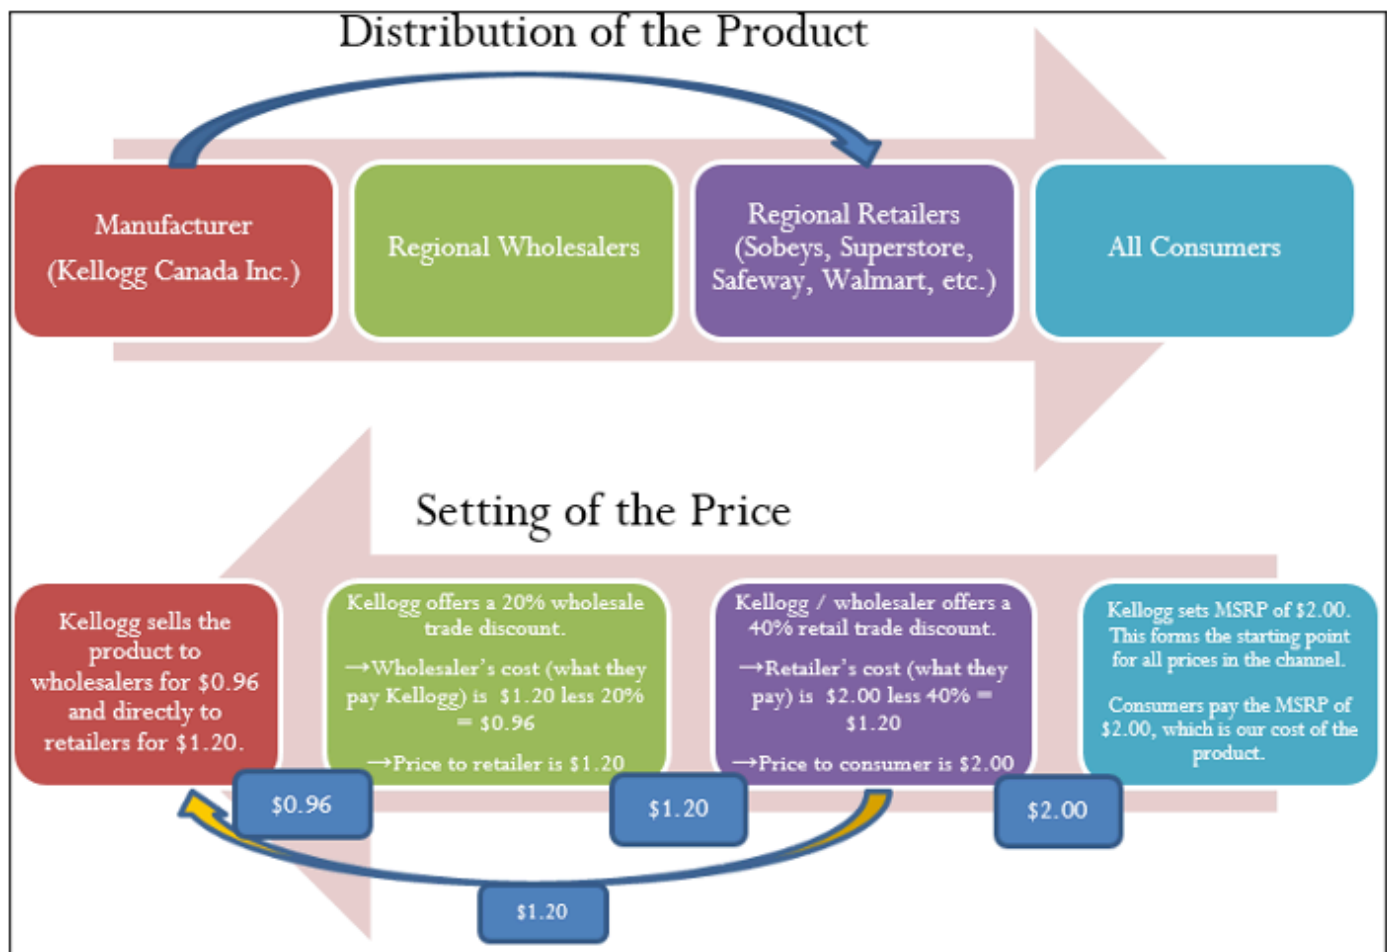 Distribution of the Product
Manufacturer
(Kellogg Canada Inc.)
Regional Wholesalers
Regional Retailers
(Sobeys, Superstore,
Safeway, Walmart, etc.)
All Consumers
Setting of the Price
Kellogg sells the
product to
wholesalers for $0.96
and directly to
retailers for $1.20.
Kellogg offers a 20% wholesale
trade discount.
→Wholesaler's cost (what they
pay Kellogg) is $1.20 less 20%
= $0.96
→Price to retailer is $1.20
Kellogg / wholesaler offers a
40% retail trade discount.
→Retailer's cost (what they
pay) is $2.00 less 40% =
$1.20
→Price to consumer is $2.00
Kellogg sets MSRP of $2.00.
This forms the starting point
for all prices in the channel.
Consumers pay the MSRP of
$2.00, which is our cost of the
product.
$0.96
$1.20
$2.00
$1.20